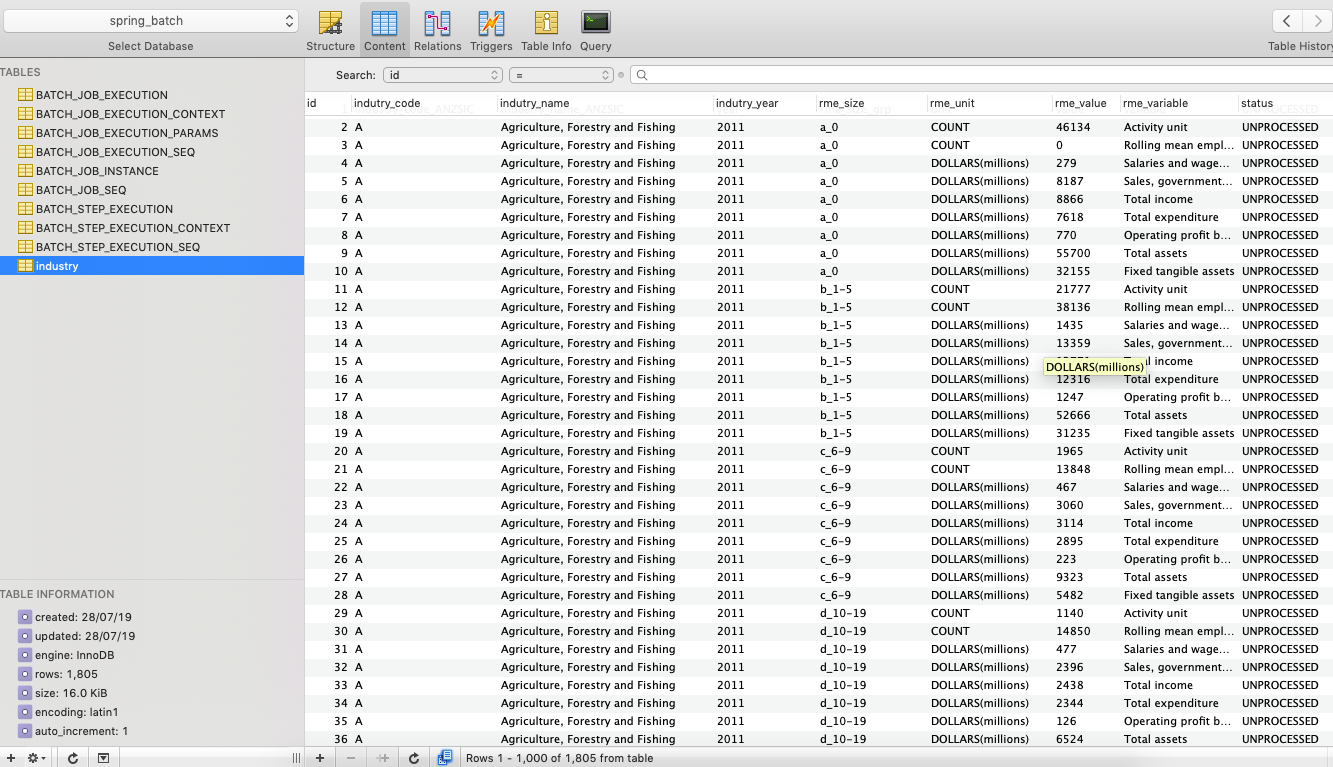 spring_batch
Select Database
Structure Content Relations Triggers Table Info Query
Table History
TABLES
BATCH_JOB_EXECUTION
BATCH_JOB_EXECUTION_CONTEXT
BATCH_JOB_EXECUTION_PARAMS
BATCH_JOB_EXECUTION_SEQ
BATCH_JOB_INSTANCE
BATCH_JOB_SEQ
BATCH_STEP_EXECUTION
BATCH_STEP_EXECUTION_CONTEXT
BATCH_STEP_EXECUTION_SEQ
industry
TABLE INFORMATION
created: 28/07/19
updated: 28/07/19
engine: InnoDB
rows: 1,805
size: 16.0 KiB
encoding: latin1
auto_increment: 1
Search: id =
id indutry_code indutry_name indutry_year rme_size rme_unit rme_value rme_variable status
2 A Agriculture, Forestry and Fishing 2011 a_0 COUNT 46134 Activity unit UNPROCESSED
3 A Agriculture, Forestry and Fishing 2011 a_0 COUNT 0 Rolling mean empl... UNPROCESSED
4 A Agriculture, Forestry and Fishing 2011 a_0 DOLLARS(millions) 279 Salaries and wage... UNPROCESSED
5 A Agriculture, Forestry and Fishing 2011 a_0 DOLLARS(millions) 8187 Sales, government... UNPROCESSED
6 A Agriculture, Forestry and Fishing 2011 a_0 DOLLARS(millions) 8866 Total income UNPROCESSED
7 A Agriculture, Forestry and Fishing 2011 a_0 DOLLARS(millions) 7618 Total expenditure UNPROCESSED
8 A Agriculture, Forestry and Fishing 2011 a_0 DOLLARS(millions) 770 Operating profit b... UNPROCESSED
9 A Agriculture, Forestry and Fishing 2011 a_0 DOLLARS(millions) 55700 Total assets UNPROCESSED
10 A Agriculture, Forestry and Fishing 2011 a_0 DOLLARS(millions) 32155 Fixed tangible assets UNPROCESSED
11 A Agriculture, Forestry and Fishing 2011 b_1-5 COUNT 21777 Activity unit UNPROCESSED
12 A Agriculture, Forestry and Fishing 2011 b_1-5 COUNT 38136 Rolling mean empl... UNPROCESSED
13 A Agriculture, Forestry and Fishing 2011 b_1-5 DOLLARS(millions) 1435 Salaries and wage... UNPROCESSED
14 A Agriculture, Forestry and Fishing 2011 b_1-5 DOLLARS(millions) 13359 Sales, government... UNPROCESSED
15 A Agriculture, Forestry and Fishing 2011 b_1-5 DOLLARS(millions) income UNPROCESSED
DOLLARS(millions)
16 A Agriculture, Forestry and Fishing 2011 b_1-5 DOLLARS(millions) 12316 Total expenditure UNPROCESSED
17 A Agriculture, Forestry and Fishing 2011 b_1-5 DOLLARS(millions) 1247 Operating profit b... UNPROCESSED
18 A Agriculture, Forestry and Fishing 2011 b_1-5 DOLLARS(millions) 52666 Total assets UNPROCESSED
19 A Agriculture, Forestry and Fishing 2011 b_1-5 DOLLARS(millions) 31235 Fixed tangible assets UNPROCESSED
20 A Agriculture, Forestry and Fishing 2011 c_6-9 COUNT 1965 Activity unit UNPROCESSED
21 A Agriculture, Forestry and Fishing 2011 c_6-9 COUNT 13848 Rolling mean empl... UNPROCESSED
22 A Agriculture, Forestry and Fishing 2011 c_6-9 DOLLARS(millions) 467 Salaries and wage... UNPROCESSED
23 A Agriculture, Forestry and Fishing 2011 c_6-9 DOLLARS(millions) 3060 Sales, government... UNPROCESSED
24 A Agriculture, Forestry and Fishing 2011 c_6-9 DOLLARS(millions) 3114 Total income UNPROCESSED
25 A Agriculture, Forestry and Fishing 2011 c_6-9 DOLLARS(millions) 2895 Total expenditure UNPROCESSED
26 A Agriculture, Forestry and Fishing 2011 c_6-9 DOLLARS(millions) 223 Operating profit b... UNPROCESSED
27 A Agriculture, Forestry and Fishing 2011 c_6-9 DOLLARS(millions) 9323 Total assets UNPROCESSED
28 A Agriculture, Forestry and Fishing 2011 c_6-9 DOLLARS(millions) 5482 Fixed tangible assets UNPROCESSED
29 A Agriculture, Forestry and Fishing 2011 d_10-19 COUNT 1140 Activity unit UNPROCESSED
30 A Agriculture, Forestry and Fishing 2011 d_10-19 COUNT 14850 Rolling mean empl... UNPROCESSED
31 A Agriculture, Forestry and Fishing 2011 d_10-19 DOLLARS(millions) 477 Salaries and wage... UNPROCESSED
32 A Agriculture, Forestry and Fishing 2011 d_10-19 DOLLARS(millions) 2396 Sales, government... UNPROCESSED
33 A Agriculture, Forestry and Fishing 2011 d_10-19 DOLLARS(millions) 2438 Total income UNPROCESSED
34 A Agriculture, Forestry and Fishing 2011 d_10-19 DOLLARS(millions) 2344 Total expenditure UNPROCESSED
35 A Agriculture, Forestry and Fishing 2011 d_10-19 DOLLARS(millions) 126 Operating profit b... UNPROCESSED
36 A Agriculture, Forestry and Fishing 2011 d_10-19 DOLLARS(millions) 6524 Total assets UNPROCESSED
Rows 1 - 1,000 of 1,805 from table